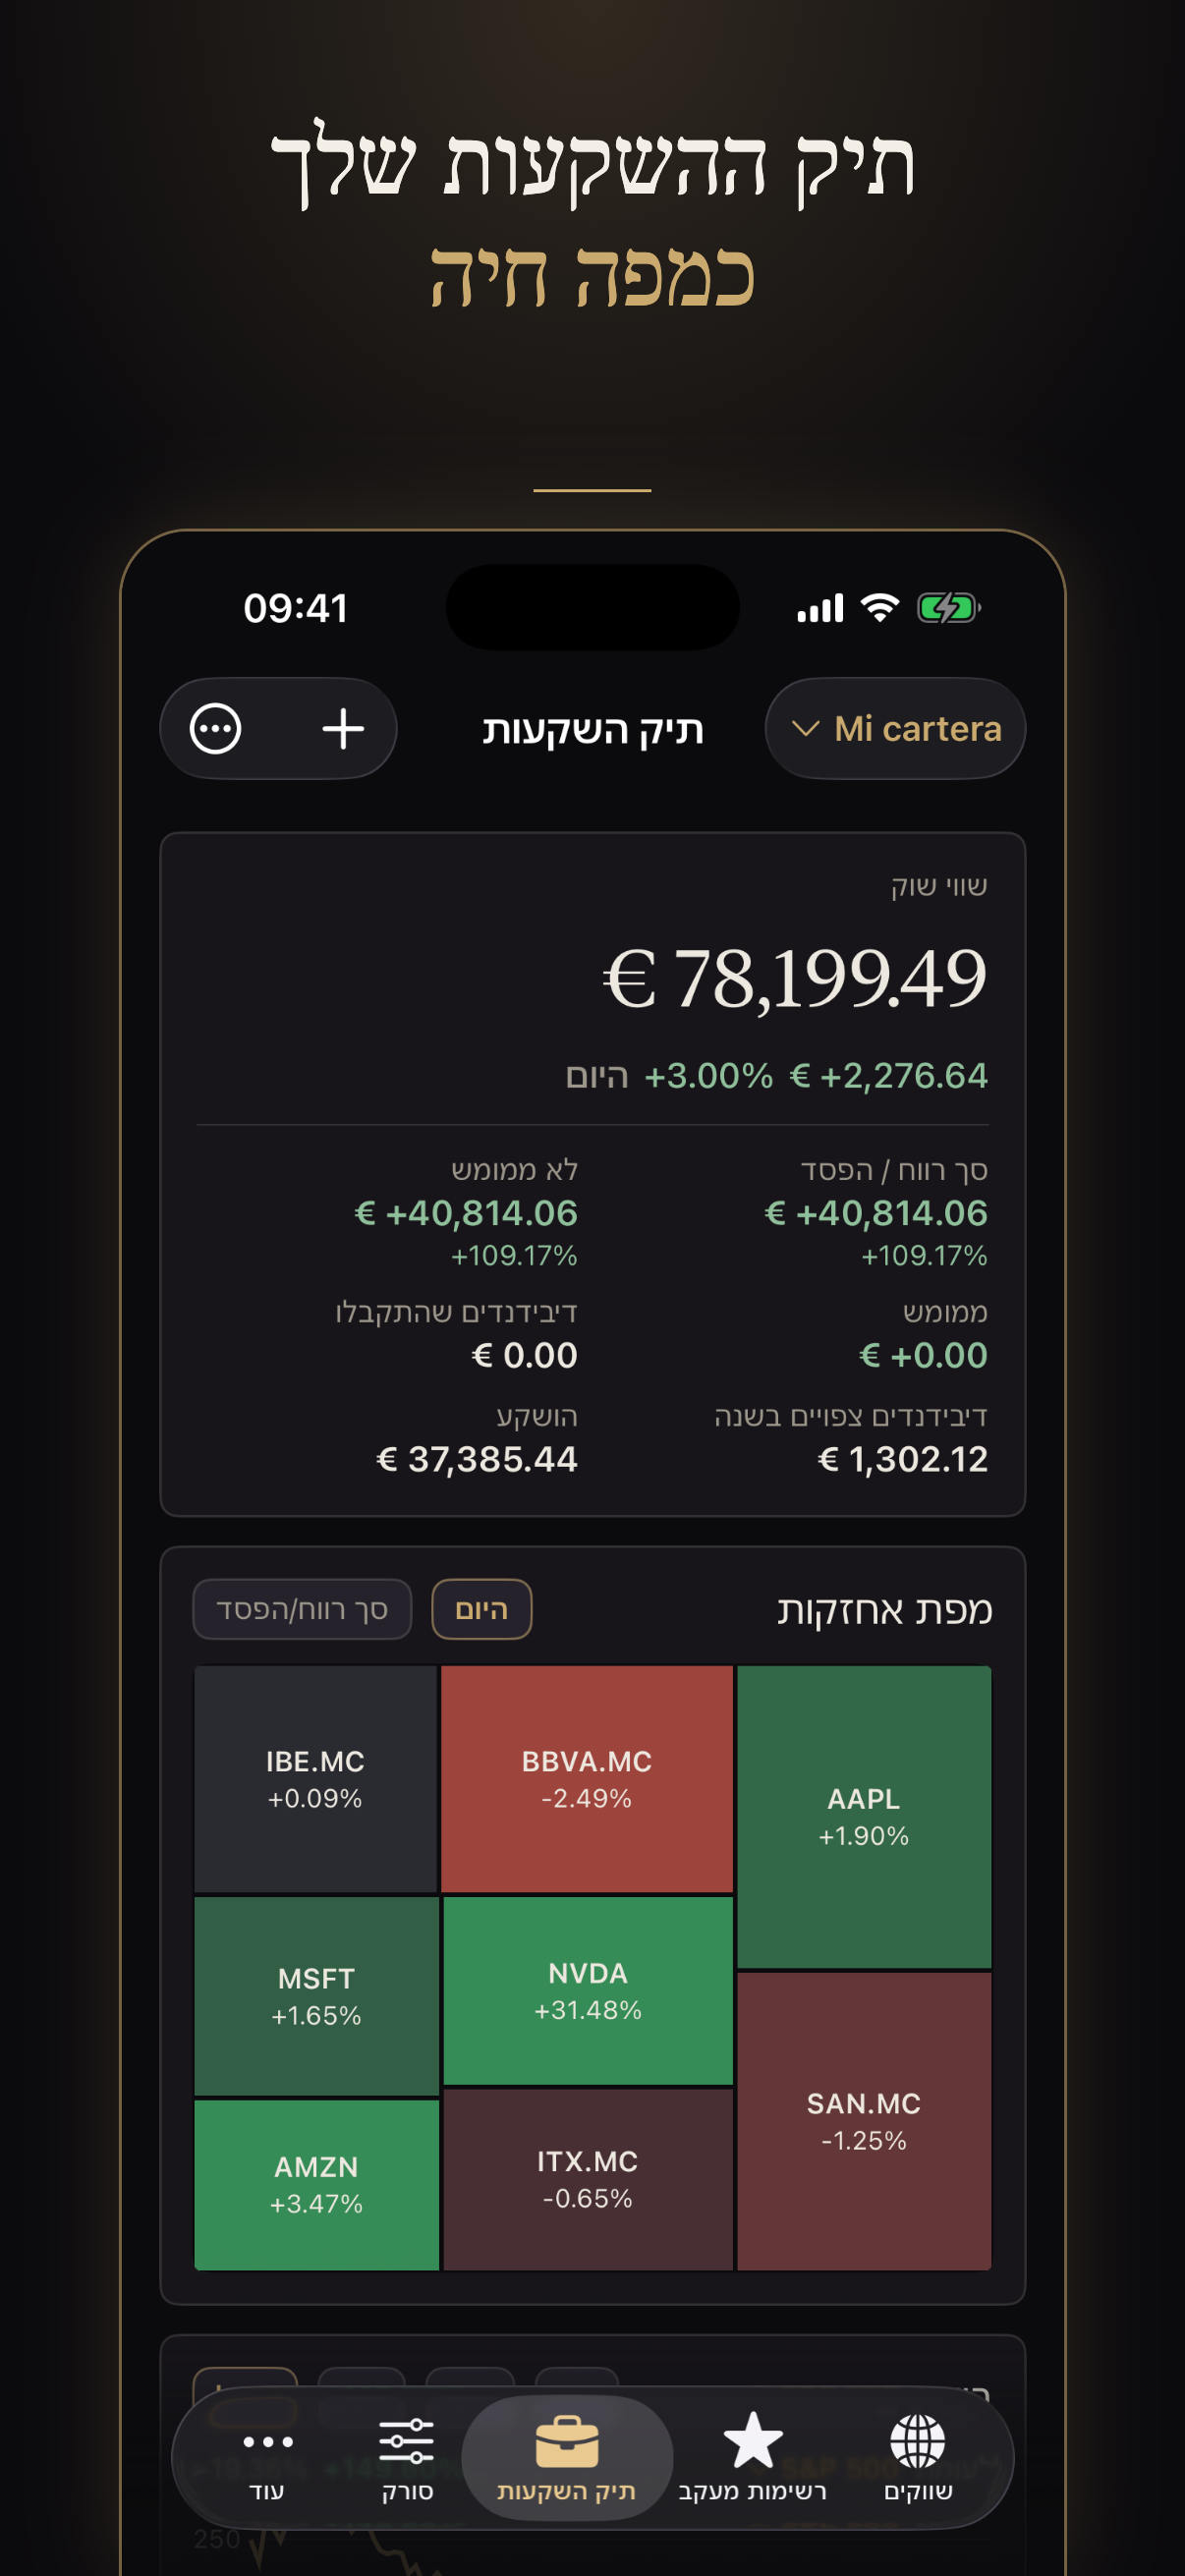 תיק ההשקעות שלך
כמפה חיה
09:41
Mi cartera
תיק השקעות
שווי שוק
€ 78,199.49
€ +2,276.64 +3.00% היום
סך רווח / הפסד
€ +40,814.06
+109.17%
לא ממומש
€ +40,814.06
+109.17%
ממומש
€ +0.00
דיבידנדים שהתקבלו
€ 0.00
דיבידנדים צפויים בשנה
€ 1,302.12
הושקע
€ 37,385.44
מפת אחזקות
היום
סך רווח/הפסד
AAPL
+1.90%
BBVA.MC
-2.49%
IBE.MC
+0.09%
NVDA
+31.48%
MSFT
+1.65%
SAN.MC
-1.25%
ITX.MC
-0.65%
AMZN
+3.47%
S&P 500
שווקים
רשימות מעקב
תיק השקעות
סורק
עוד
250